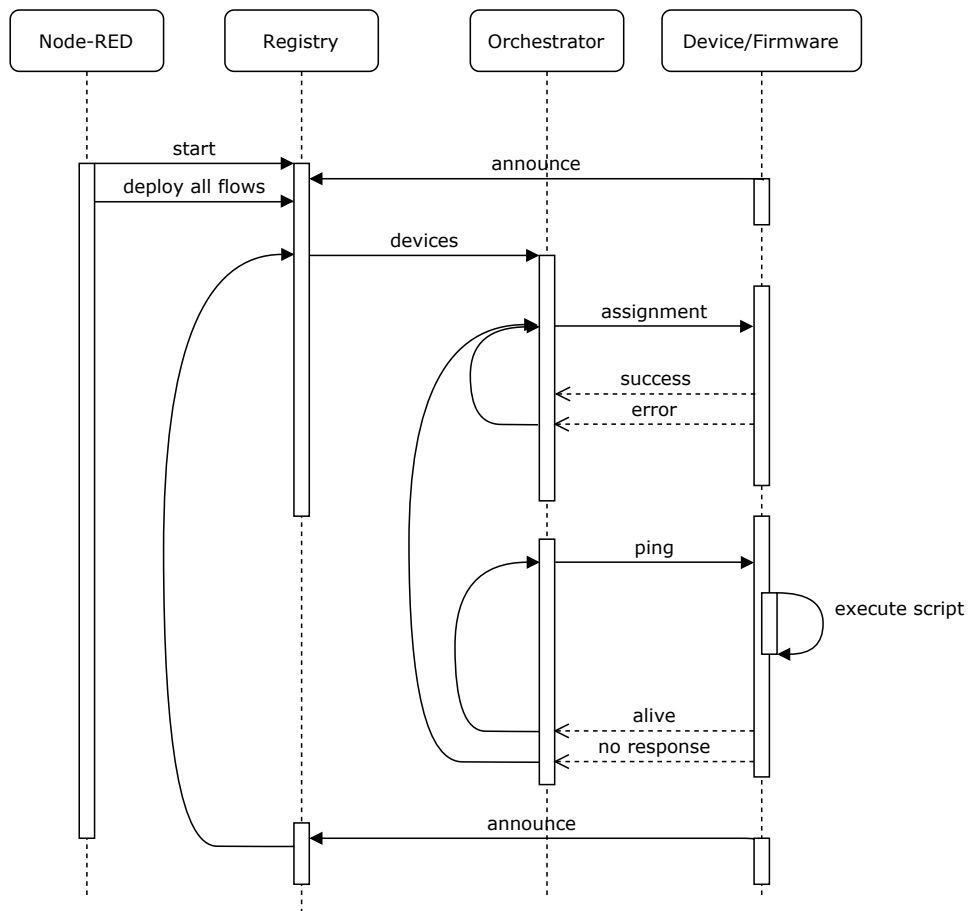 Node-RED
Registry
Orchestrator
Device/Firmware
start
announce
deploy all flows
devices
assignment
success
error
ping
execute script
alive
no response
announce